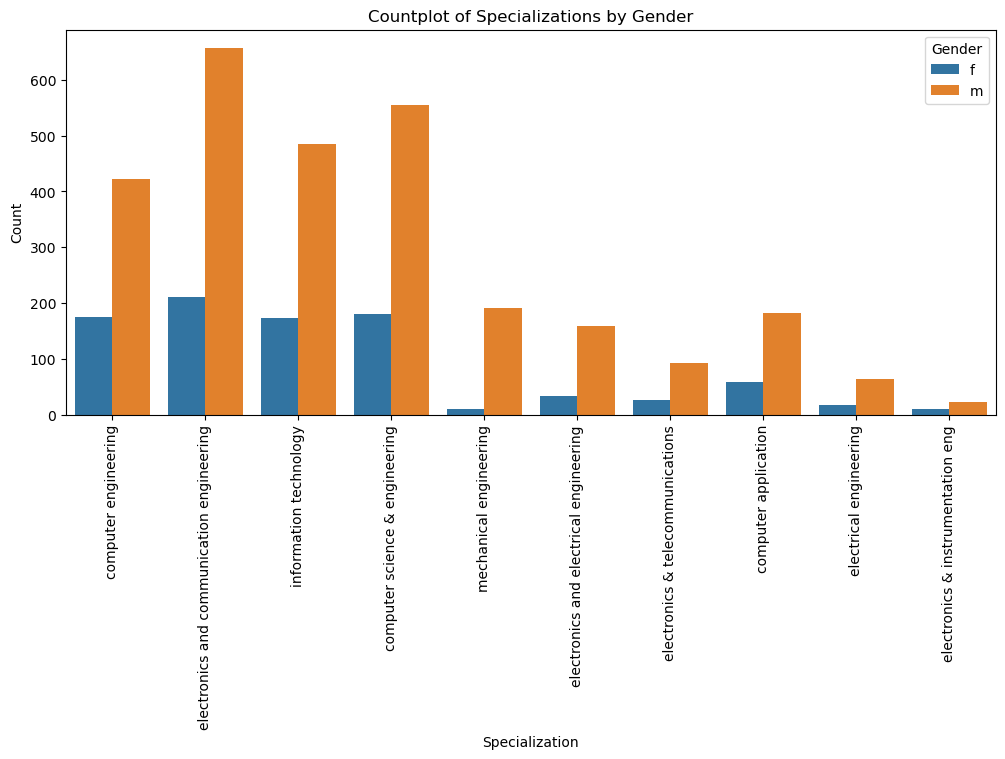 Countplot of Specializations by Gender
Gender
f
m
Count
600
500
400
300
200
100
0
computer engineering
electronics and communication engineering
information technology
computer science & engineering
mechanical engineering
electronics and electrical engineering
electronics & telecommunications
computer application
electrical engineering
electronics & instrumentation eng
Specialization